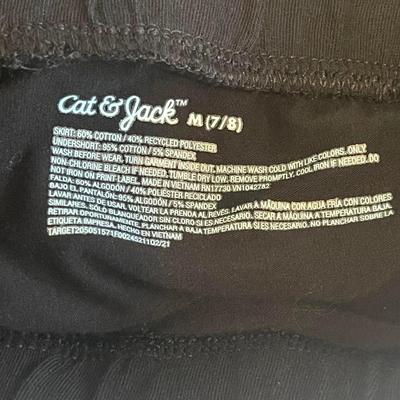 Cat & Jack™ M (7/8)
SKIRT: 60% COTTON / 40% RECYCLED POLYESTER
UNDERSHORT: 95% COTTON / 5% SPANDEX
WASH BEFORE WEAR. TURN GARMENT INSIDE OUT. MACHINE WASH COLD WITH LIKE COLORS. ONLY
NON-CHLORINE BLEACH IF NEEDED. TUMBLE DRY LOW. REMOVE PROMPTLY. COOL IRON IF NEEDED. DO
NOT IRON ON PRINT-LABEL. MADE IN VIETNAM RN17730 VN1042782
FALDA: 60% ALGODÓN / 40% POLIÉSTER RECICLADO
BAJO EL PANTALON: 95% ALGODÓN / 5% SPANDEX
LAVAR ANTES DE USAR. VOLTEAR LA PRENDA AL REVÉS. LAVAR A MÁQUINA CON AGUA FRÍA CON COLORES
SIMILARES. SÓLO BLANQUEAR SIN CLORO SI ES NECESARIO. SECAR A MÁQUINA A TEMPERATURA BAJA.
RETIRAR OPORTUNAMENTE. PLANCHAR A TEMPERATURA BAJA SI ES NECESARIO. NO PLANCHAR SOBRE LA
ETIQUETA IMPRESA. HECHO EN VIETNAM
TARGET205051571F0024521102/21